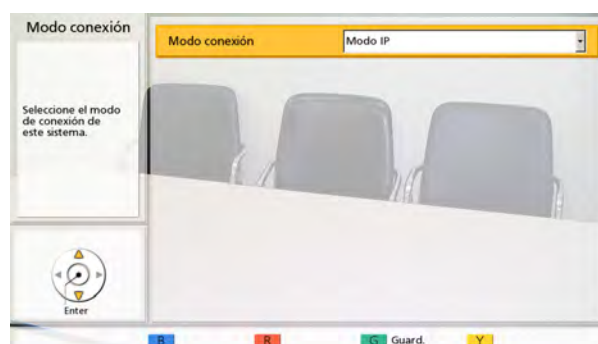 Modo conexión
Modo conexión
Modo IP
Seleccione el modo
de conexión de
este sistema.
Enter
B R G Guard. Y